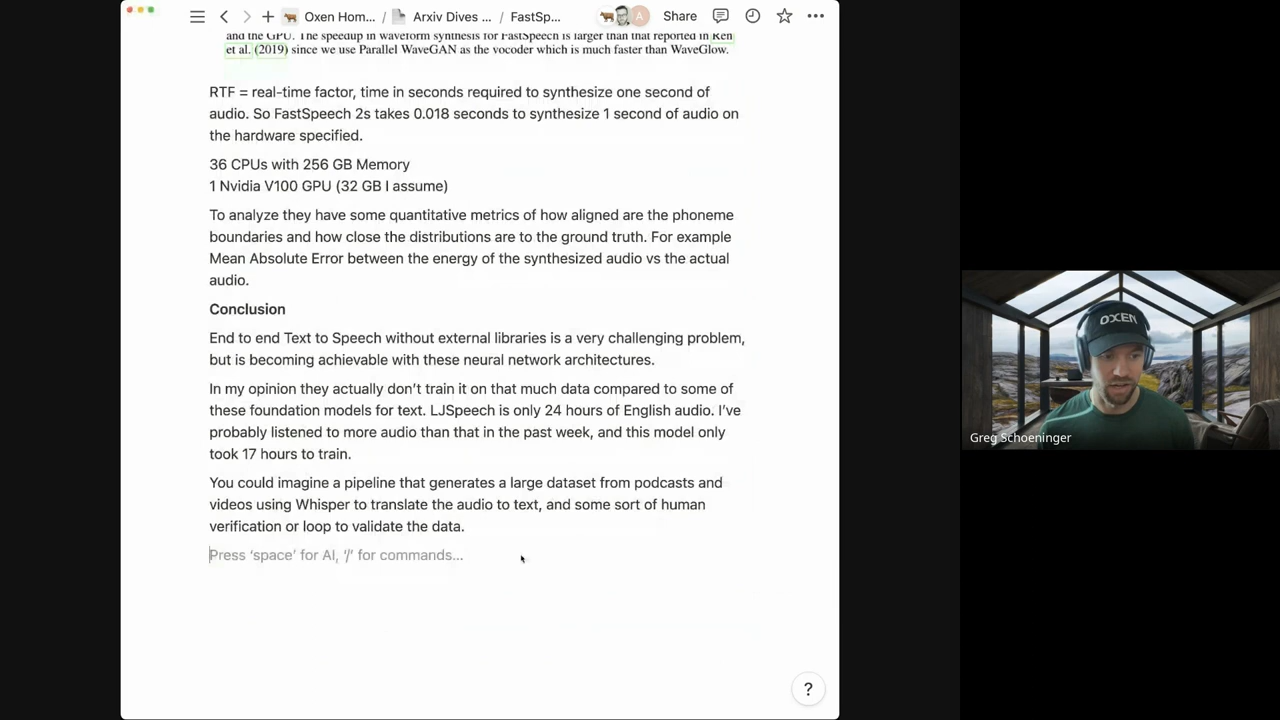 Oxen Hom... / Arxiv Dives ... / FastSp... A Share
and the GPU. The speedup in waveform synthesis for FastSpeech is larger than that reported in Ren
et al. (2019) since we use Parallel WaveGAN as the vocoder which is much faster than WaveGlow.
RTF = real-time factor, time in seconds required to synthesize one second of
audio. So FastSpeech 2s takes 0.018 seconds to synthesize 1 second of audio on
the hardware specified.
36 CPUs with 256 GB Memory
1 Nvidia V100 GPU (32 GB I assume)
To analyze they have some quantitative metrics of how aligned are the phoneme
boundaries and how close the distributions are to the ground truth. For example
Mean Absolute Error between the energy of the synthesized audio vs the actual
audio.
Conclusion
End to end Text to Speech without external libraries is a very challenging problem,
but is becoming achievable with these neural network architectures.
In my opinion they actually don’t train it on that much data compared to some of
these foundation models for text. LJSpeech is only 24 hours of English audio. I’ve
probably listened to more audio than that in the past week, and this model only
took 17 hours to train.
You could imagine a pipeline that generates a large dataset from podcasts and
videos using Whisper to translate the audio to text, and some sort of human
verification or loop to validate the data.
Press ‘space’ for AI, ‘/’ for commands...
?
OXEN
Greg Schoeninger